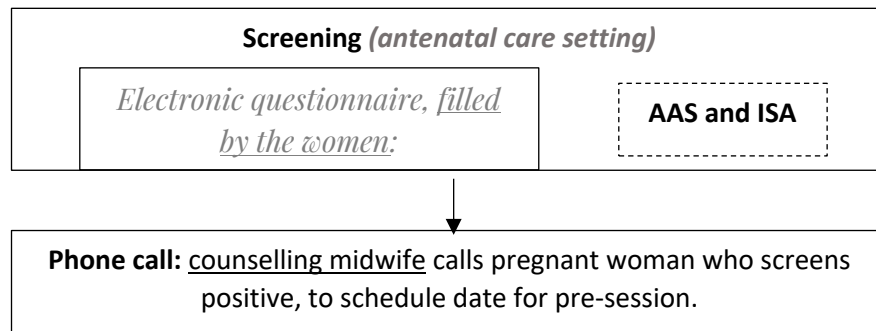 Screening (antenatal care setting)
Electronic questionnaire, filled
by the women:
AAS and ISA
Phone call: counselling midwife calls pregnant woman who screens
positive, to schedule date for pre-session.